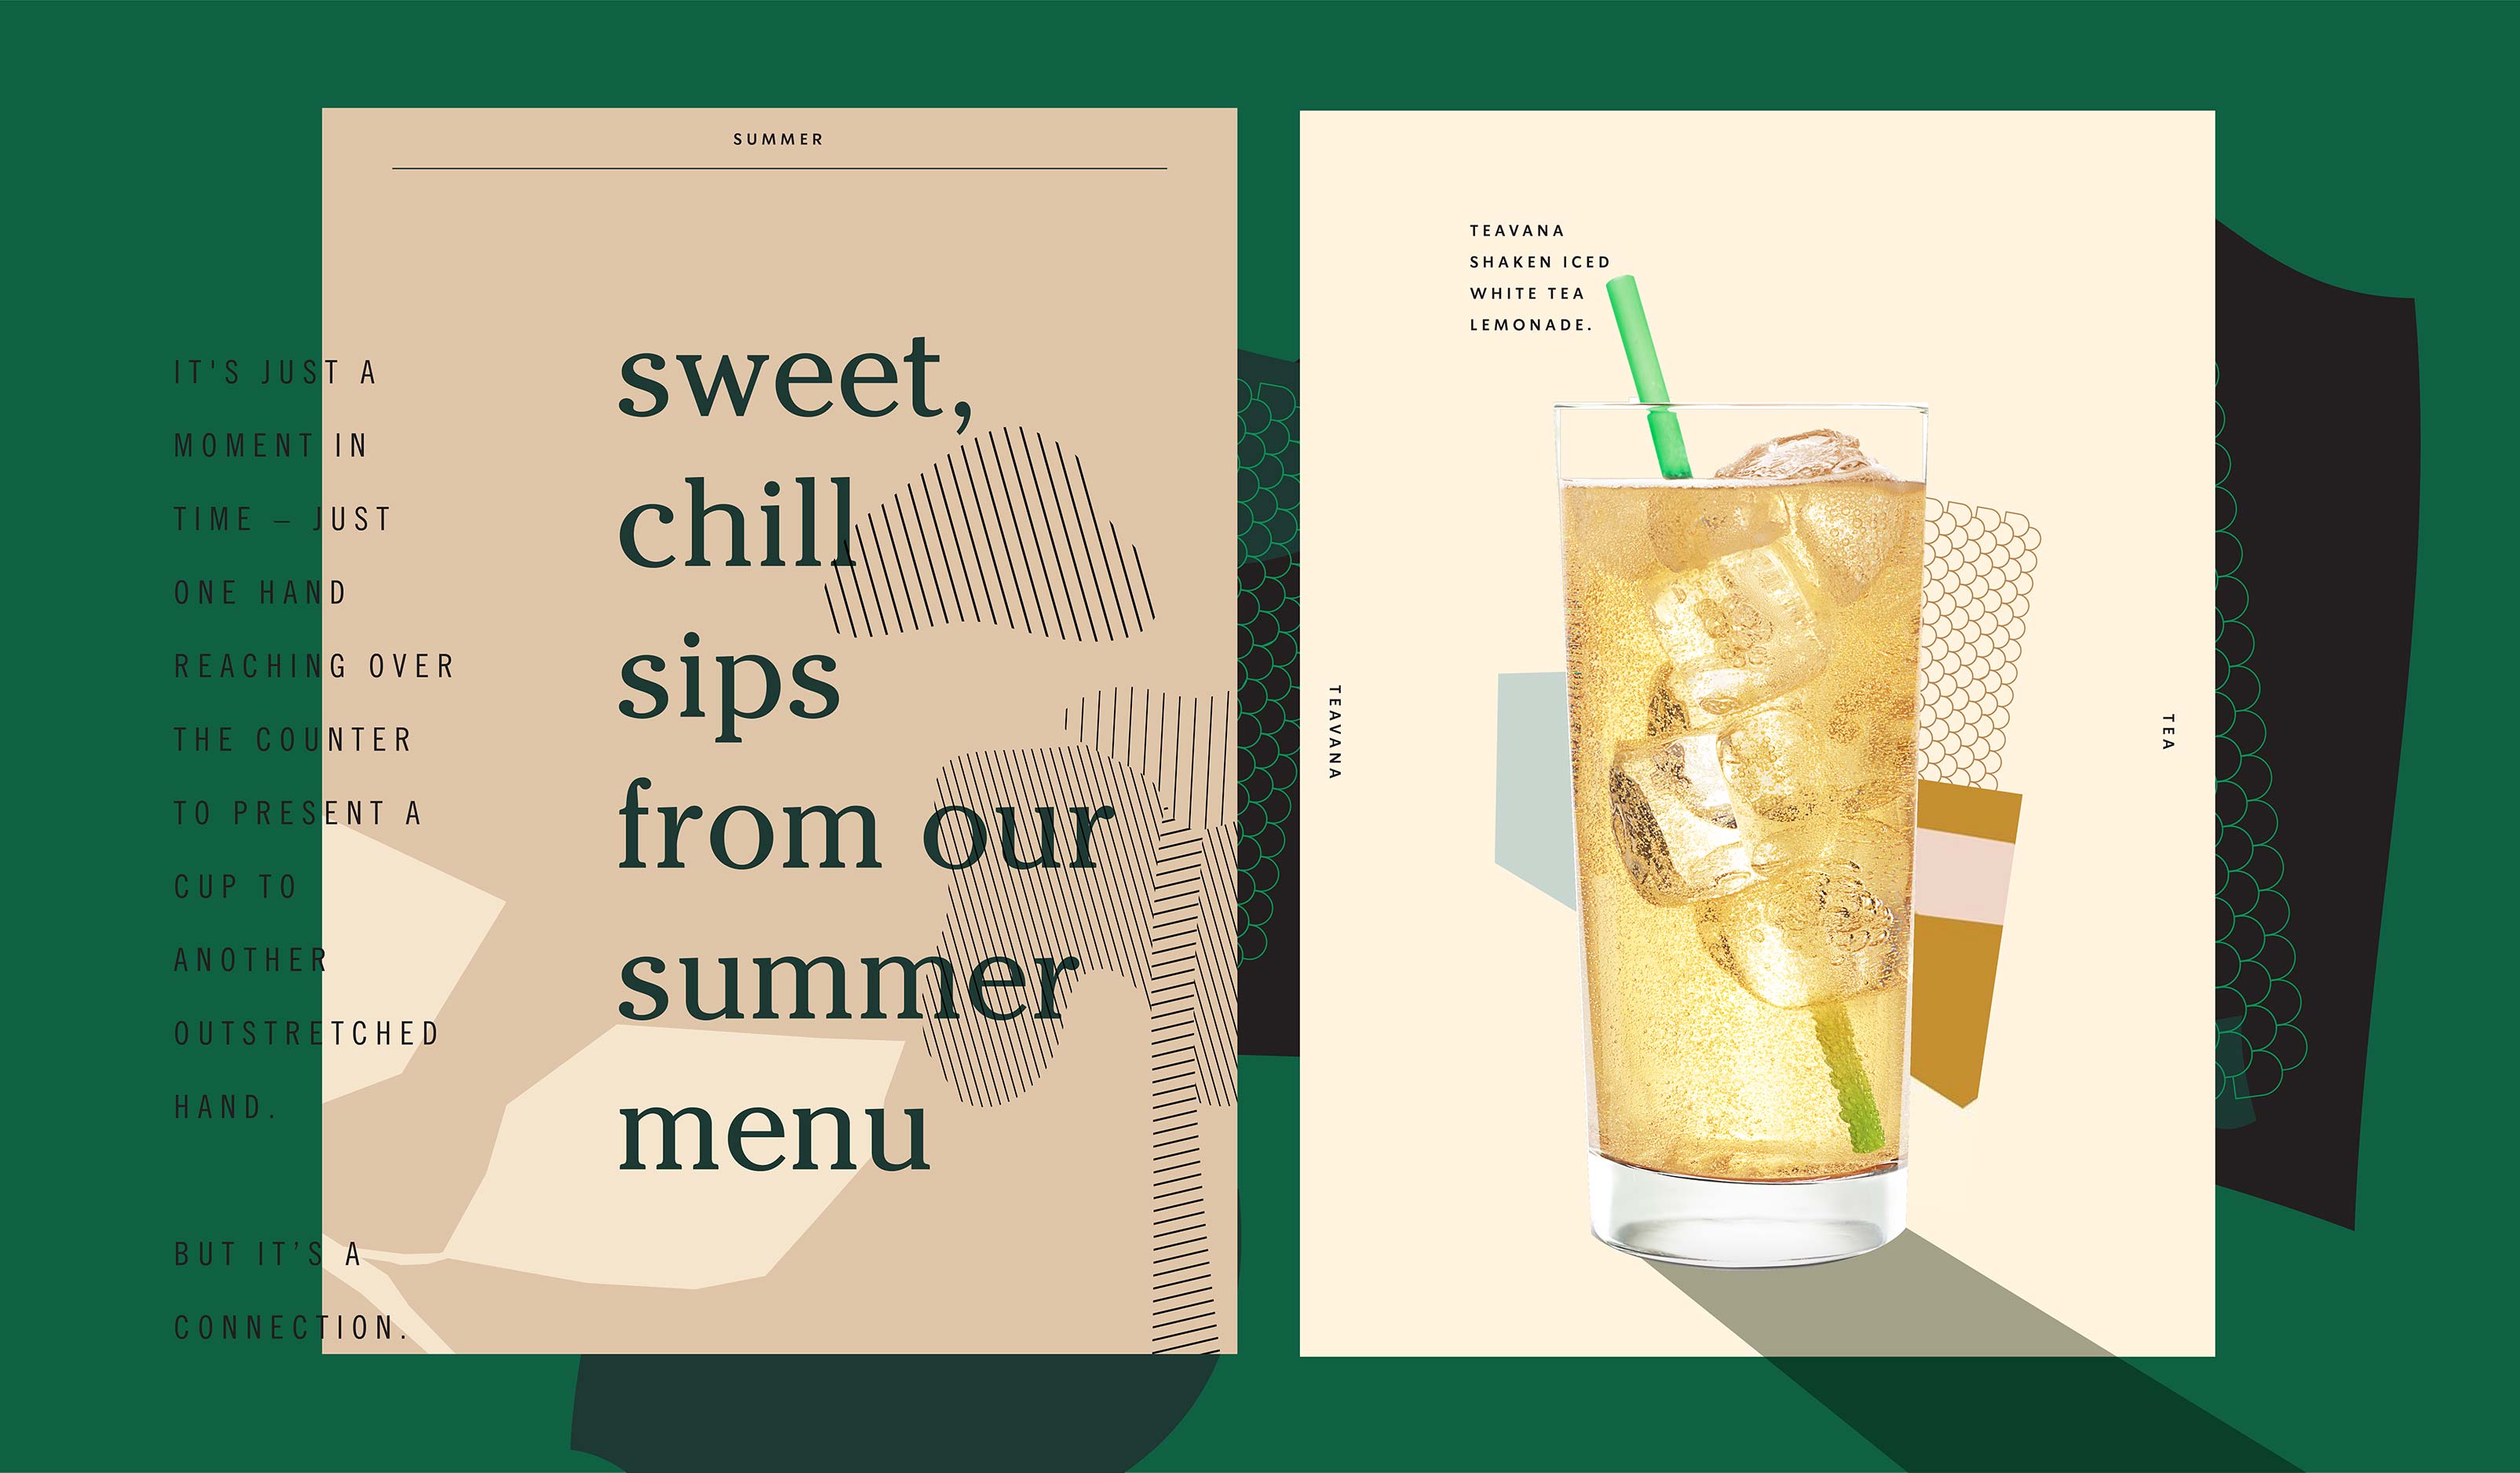 SUMMER
IT'S JUST A
MOMENT IN
TIME – JUST
ONE HAND
REACHING OVER
THE COUNTER
TO PRESENT A
CUP TO
ANOTHER
OUTSTRETCHED
HAND.
BUT IT’S A
CONNECTION.
sweet,
chill
sips
from our
summer
menu
TEAVANA
SHAKEN ICED
WHITE TEA
LEMONADE.
TEAVANA
TEA